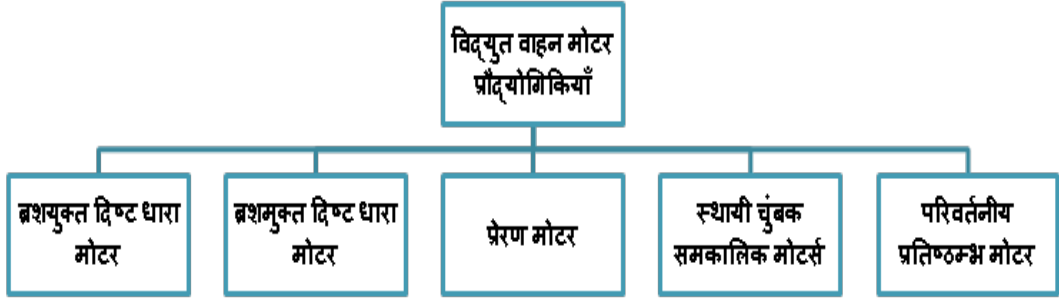 विद्युत वाहन मोटर
प्रौद्योगिकियाँ
ब्रशयुक्त दिष्ट धारा
मोटर
ब्रशमुक्त दिष्ट धारा
मोटर
प्रेरण मोटर
स्थायी चुंबक
समकालिक मोटर्स
परिवर्तनीय
प्रतिष्ठम्भ मोटर